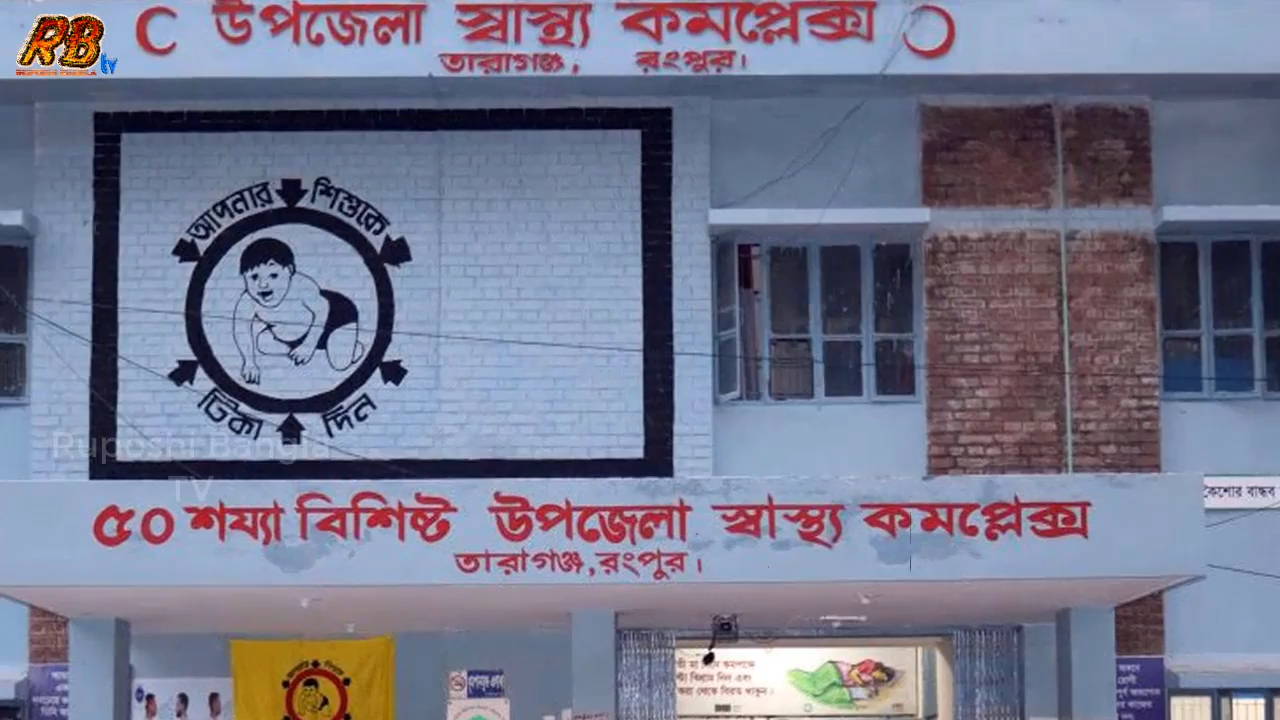 RB tv
উপজেলা স্বাস্থ্য কমপ্লেক্স
তারাগঞ্জ, রংপুর।
আপনার শিশুকে
টিকা দিন
Ruposhi Bangla
TV
৫০ শয্যা বিশিষ্ট উপজেলা স্বাস্থ্য কমপ্লেক্স
তারাগঞ্জ,রংপুর।
কৈশোর বান্ধব